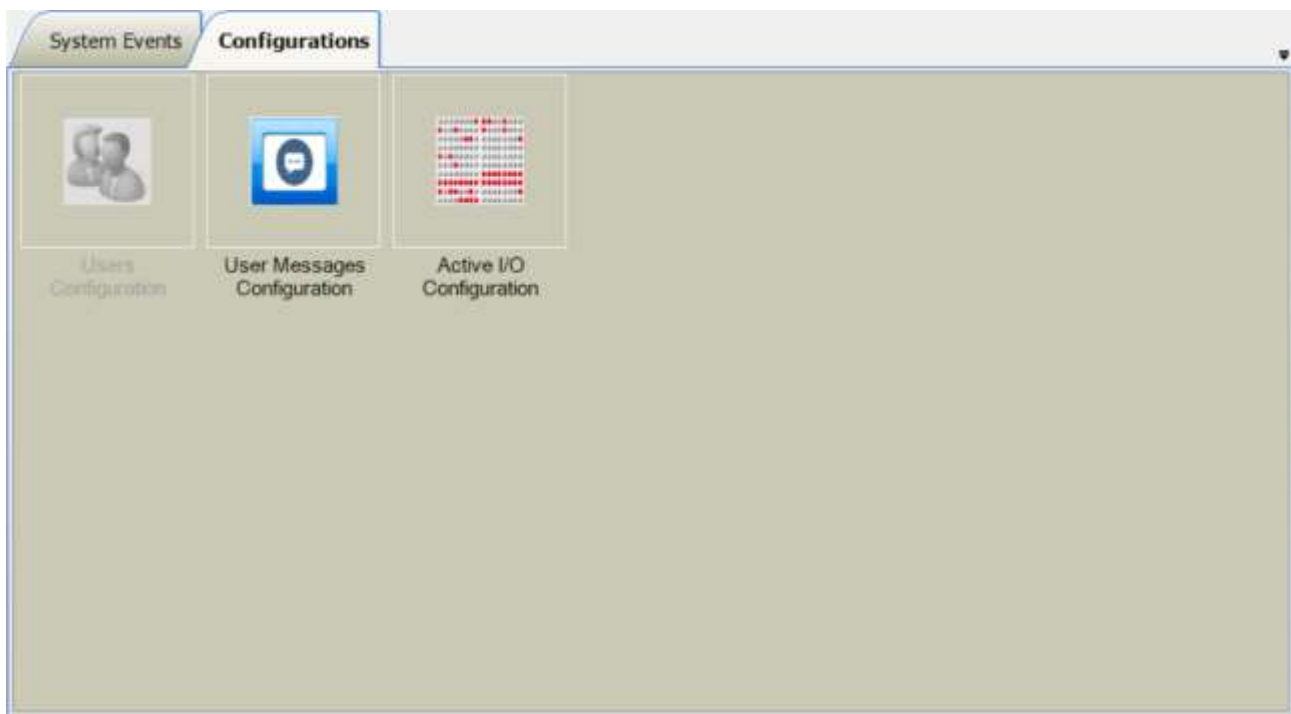 System Events
Configurations
Users
Configuration
User Messages
Configuration
Active I/O
Configuration